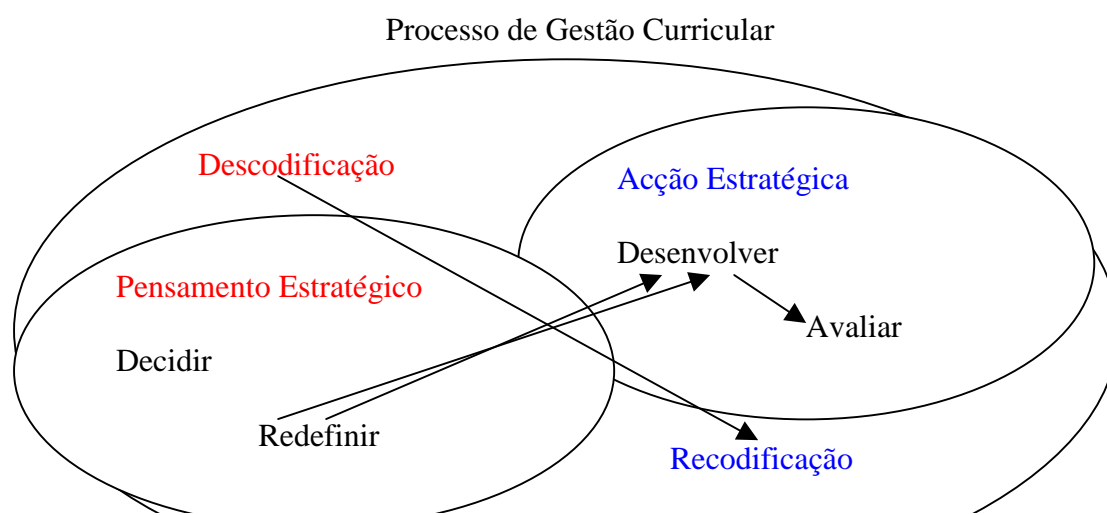 Processo de Gestão Curricular
Descodificação
Acção Estratégica
Desenvolver
Pensamento Estratégico
Avaliar
Decidir
Redefinir
Recodificação